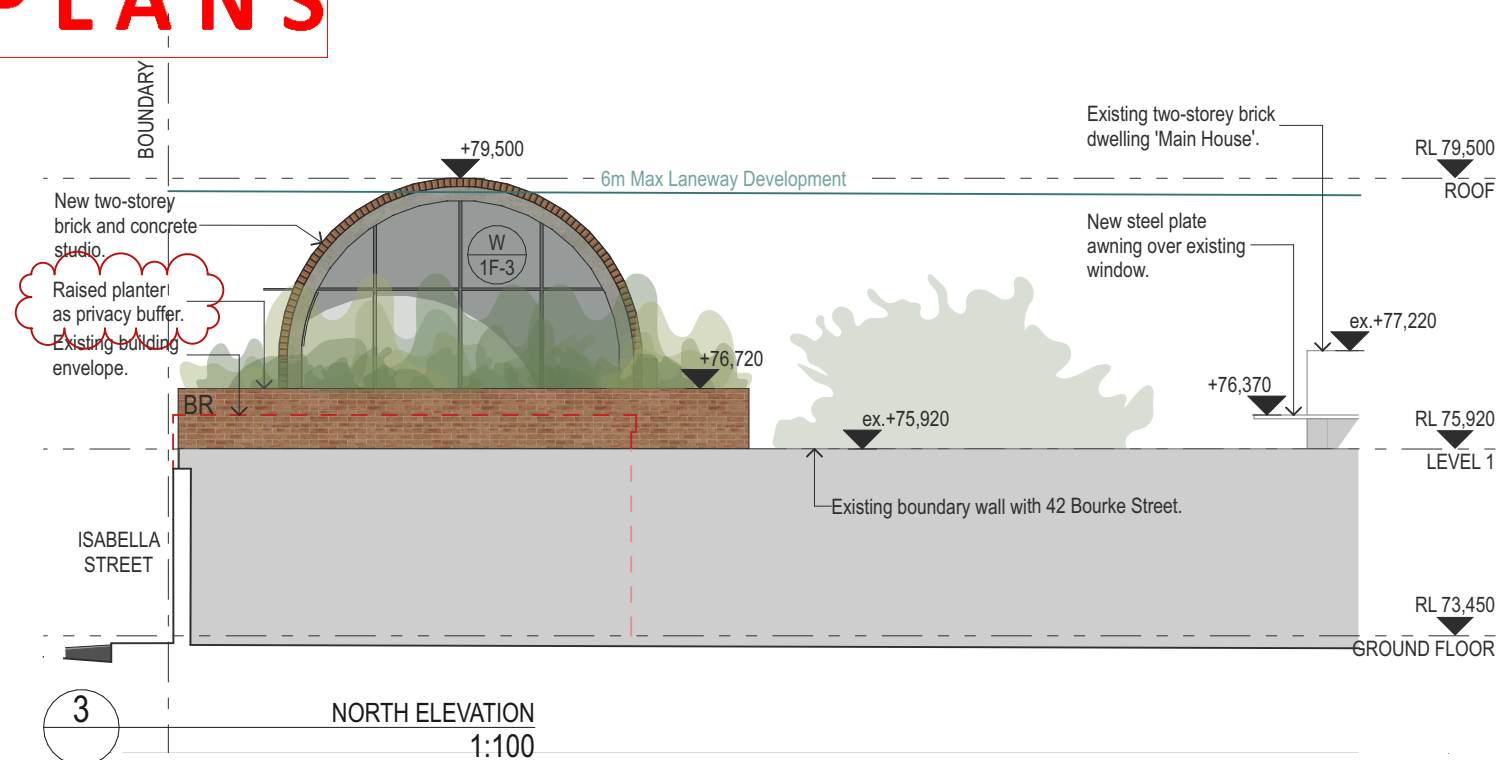 PLANS
BOUNDARY
+79,500
6m Max Laneway Development
Existing two-storey brick
dwelling 'Main House'.
RL 79,500
ROOF
New two-storey
brick and concrete
studio.
W
1F-3
New steel plate
awning over existing
window.
Raised planter
as privacy buffer.
Existing building
envelope.
ex.+77,220
+76,720
+76,370
BR
ex.+75,920
RL 75,920
LEVEL 1
Existing boundary wall with 42 Bourke Street.
ISABELLA
STREET
RL 73,450
GROUND FLOOR
3
NORTH ELEVATION
1:100